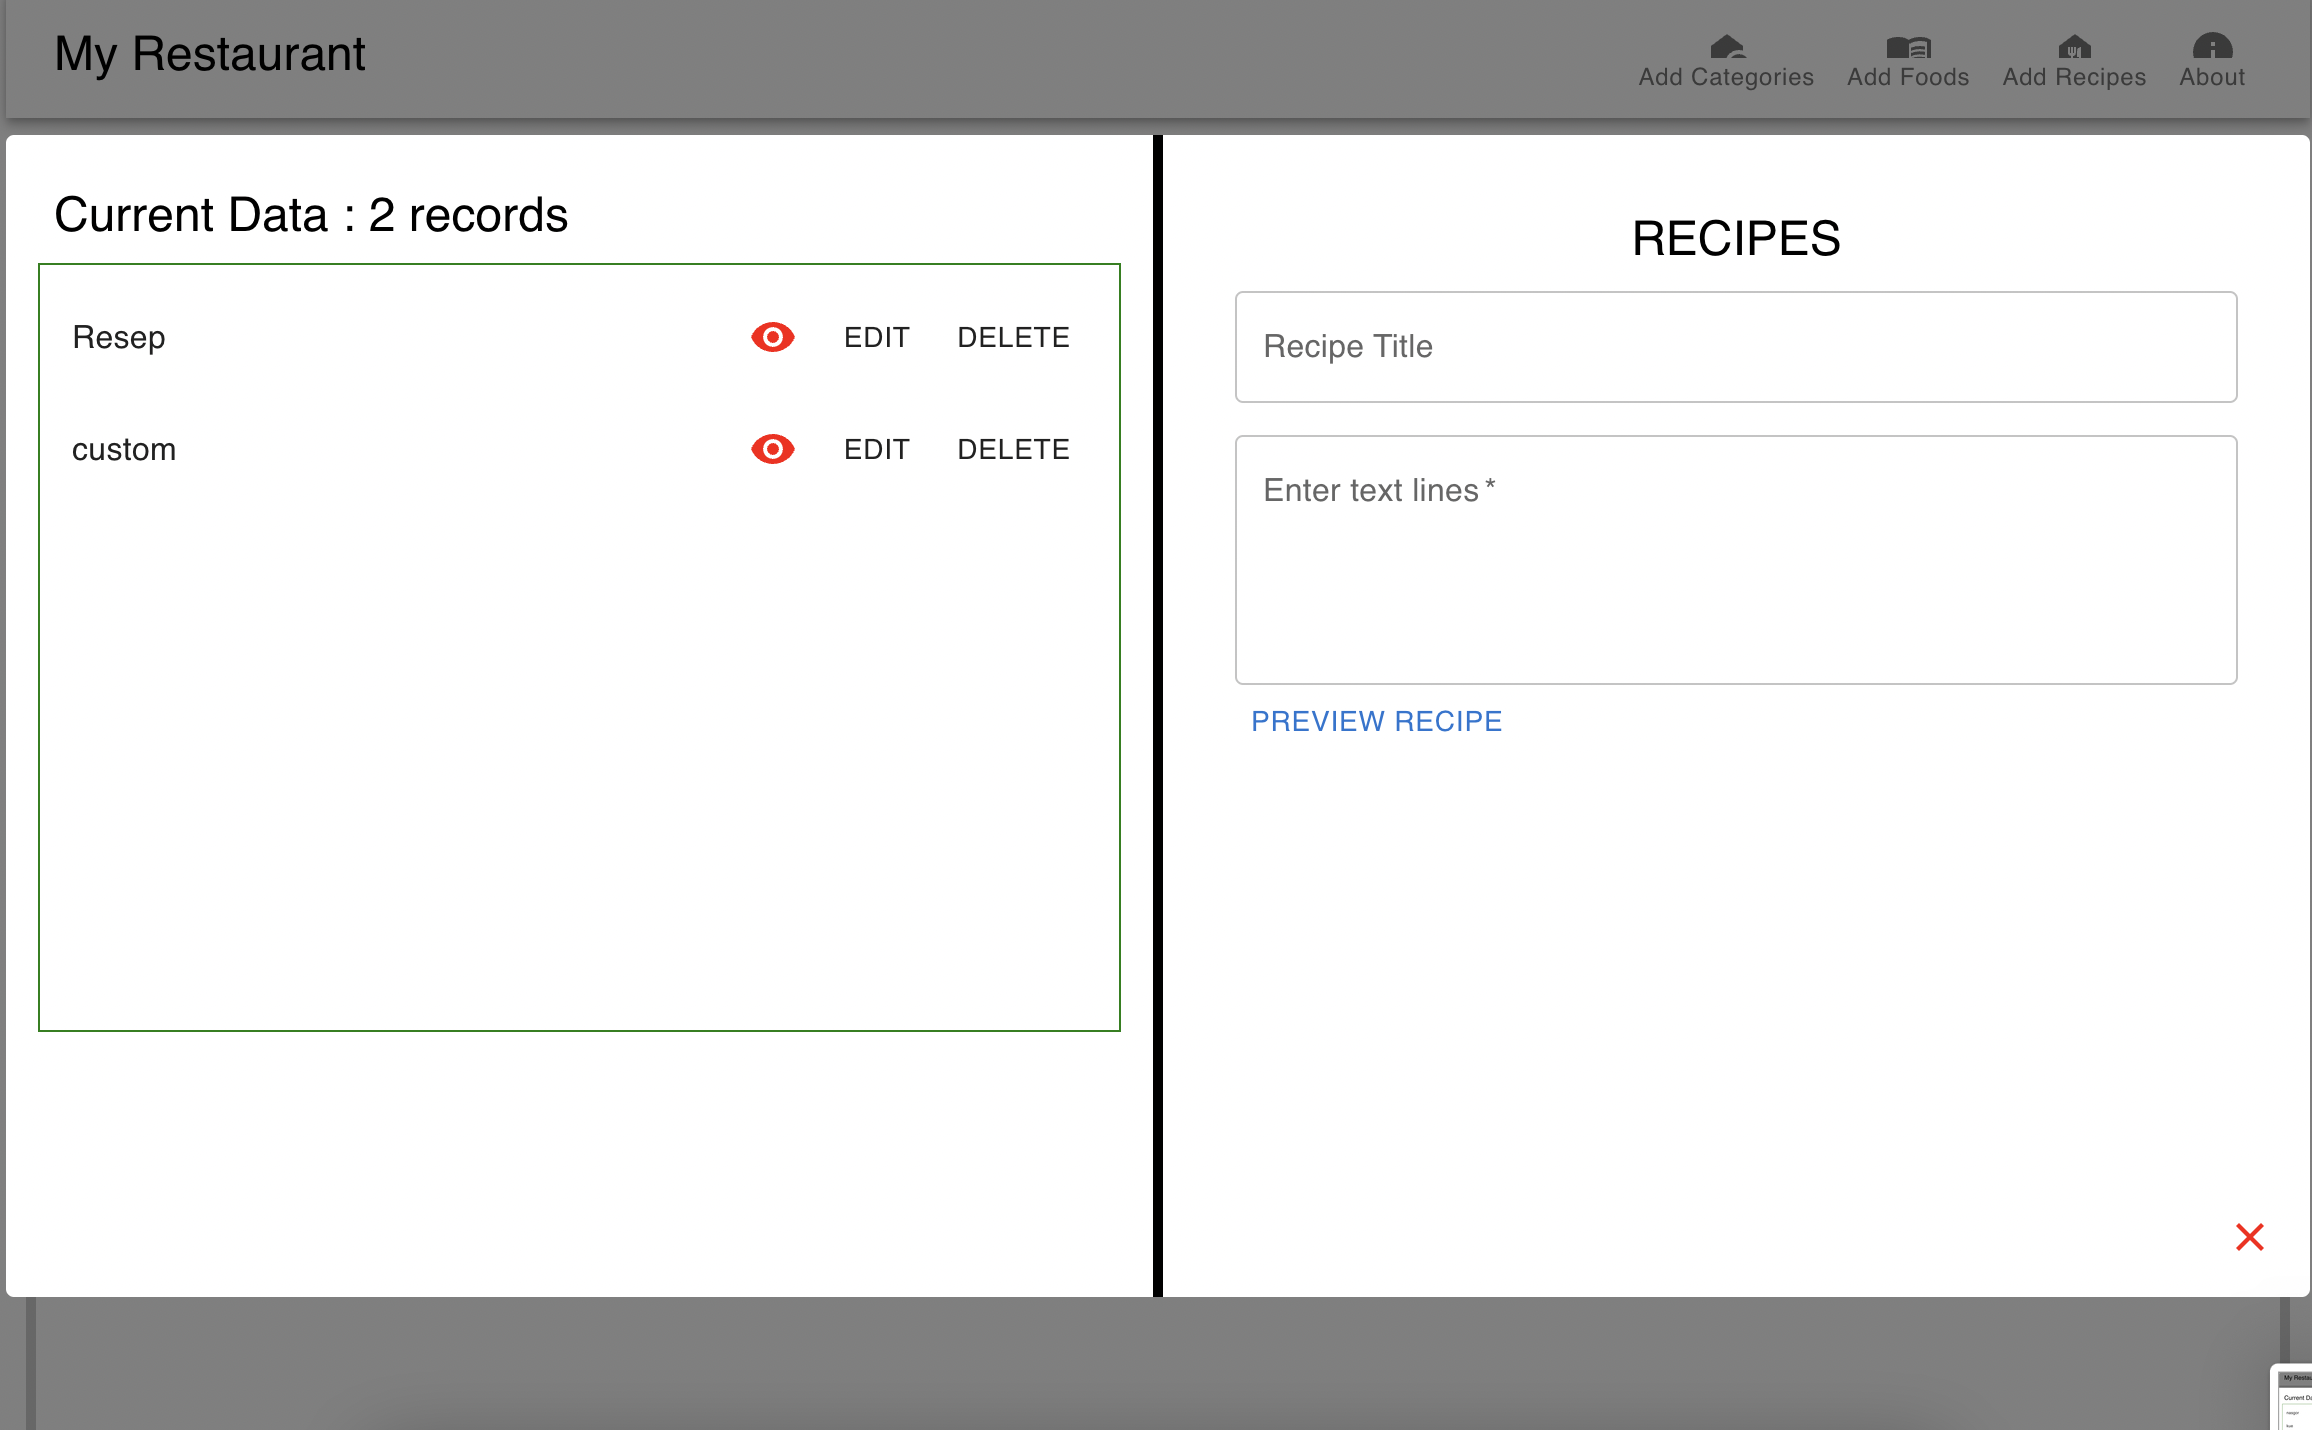 My Restaurant
Add Categories
Add Foods
Add Recipes
About
Current Data : 2 records
Resep EDIT DELETE
custom EDIT DELETE
RECIPES
Recipe Title
Enter text lines *
PREVIEW RECIPE